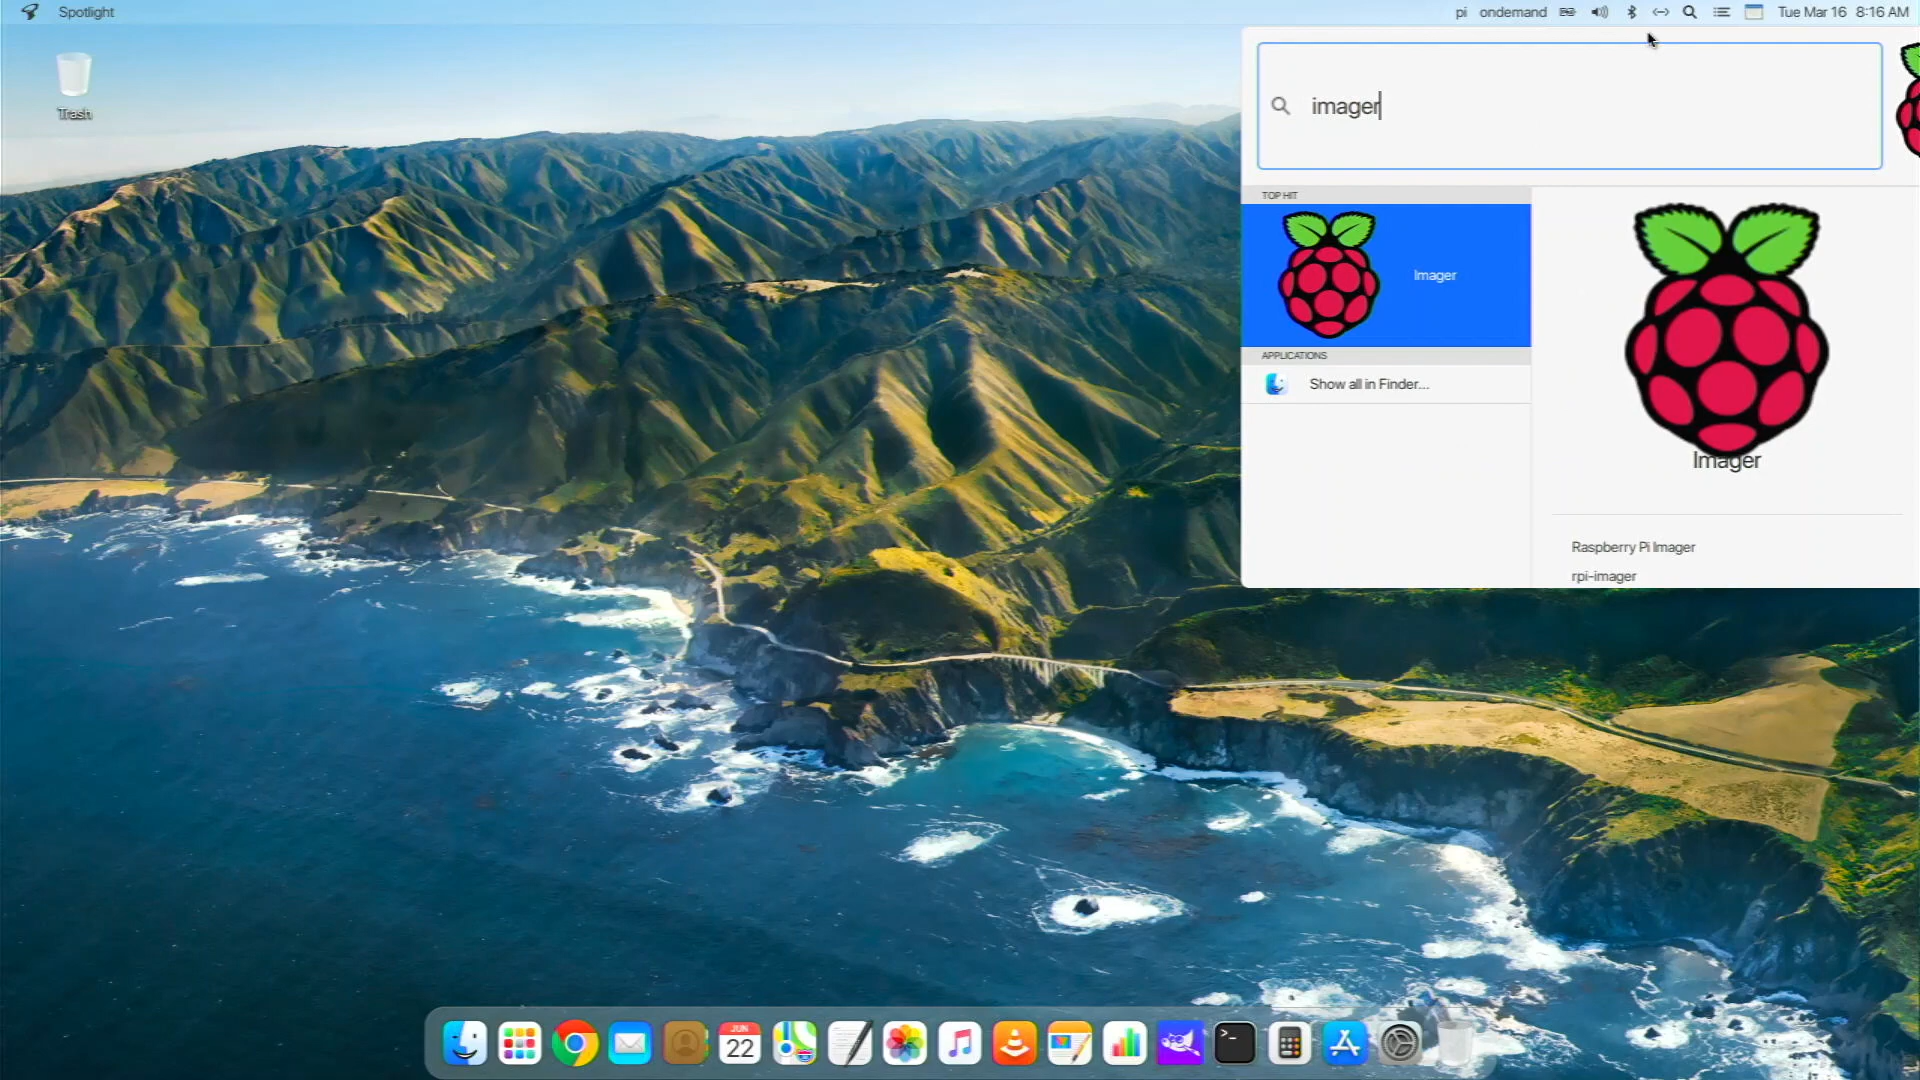 Spotlight
pi ondemand Tue Mar 16 8:16 AM
Trash
imager
TOP HIT
Imager
APPLICATIONS
Show all in Finder...
Imager
Raspberry Pi Imager
rpi-imager
JUN
22
>_